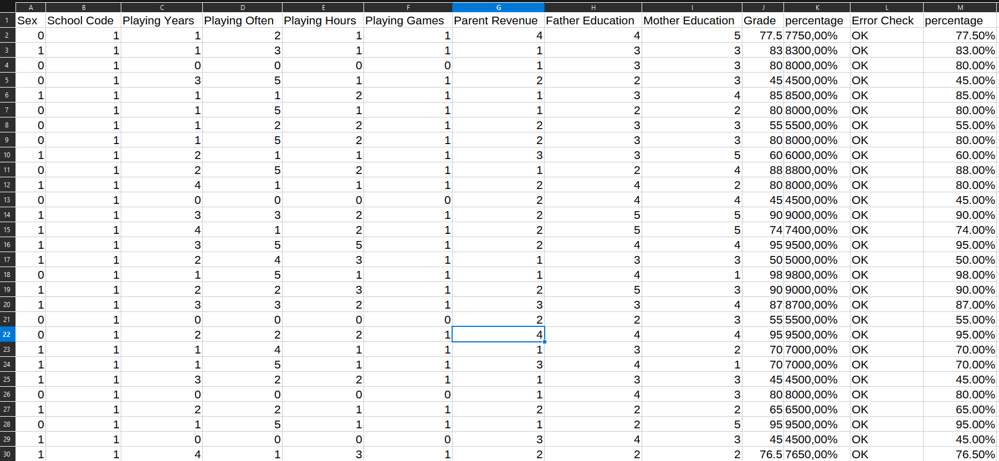 A B C D E F G H I J K L M
1 Sex School Code Playing Years Playing Often Playing Hours Playing Games Parent Revenue Father Education Mother Education Grade percentage Error Check percentage
2 0 1 1 2 1 1 4 4 5 77.5 7750,00% OK 77.50%
3 1 1 1 3 1 1 1 3 3 83 8300,00% OK 83.00%
4 0 1 0 0 0 0 1 3 3 80 8000,00% OK 80.00%
5 0 1 3 5 1 1 2 2 3 45 4500,00% OK 45.00%
6 1 1 1 1 2 1 1 3 4 85 8500,00% OK 85.00%
7 0 1 1 5 1 1 1 2 2 80 8000,00% OK 80.00%
8 0 1 1 2 2 1 2 3 3 55 5500,00% OK 55.00%
9 0 1 1 5 2 1 2 3 3 80 8000,00% OK 80.00%
10 1 1 2 1 1 1 3 3 5 60 6000,00% OK 60.00%
11 0 1 2 5 2 1 1 2 4 88 8800,00% OK 88.00%
12 1 1 4 1 1 1 2 4 2 80 8000,00% OK 80.00%
13 0 1 0 0 0 0 2 4 4 45 4500,00% OK 45.00%
14 1 1 3 3 2 1 2 5 5 90 9000,00% OK 90.00%
15 1 1 4 1 2 1 2 5 5 74 7400,00% OK 74.00%
16 1 1 3 5 5 1 2 4 4 95 9500,00% OK 95.00%
17 1 1 2 4 3 1 1 3 3 50 5000,00% OK 50.00%
18 0 1 1 5 1 1 1 4 1 98 9800,00% OK 98.00%
19 1 1 2 2 3 1 2 5 3 90 9000,00% OK 90.00%
20 1 1 3 3 2 1 3 3 4 87 8700,00% OK 87.00%
21 0 1 0 0 0 0 2 2 3 55 5500,00% OK 55.00%
22 0 1 2 2 2 1 4 4 4 95 9500,00% OK 95.00%
23 1 1 1 4 1 1 1 3 2 70 7000,00% OK 70.00%
24 1 1 1 5 1 1 3 4 1 70 7000,00% OK 70.00%
25 1 1 3 2 2 1 1 3 3 45 4500,00% OK 45.00%
26 0 1 0 0 0 0 1 4 3 80 8000,00% OK 80.00%
27 1 1 2 2 1 1 2 2 2 65 6500,00% OK 65.00%
28 0 1 1 5 1 1 1 2 5 95 9500,00% OK 95.00%
29 1 1 0 0 0 0 3 4 3 45 4500,00% OK 45.00%
30 1 1 4 1 3 1 2 2 2 76.5 7650,00% OK 76.50%